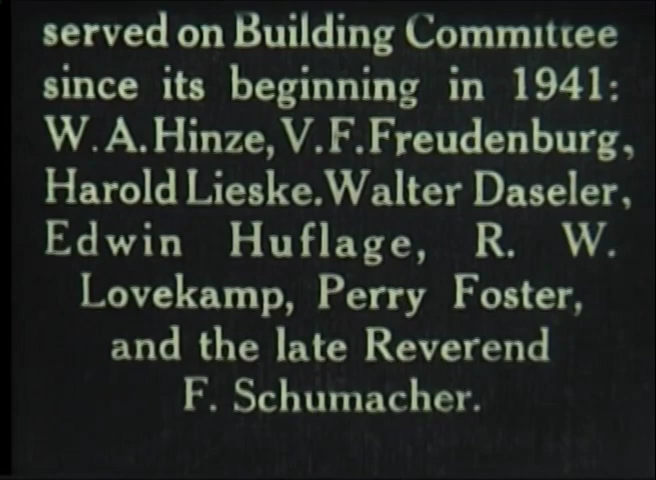 served on Building Committee
since its beginning in 1941:
W. A. Hinze, V. F. Freudenburg,
Harold Lieske. Walter Daseler,
Edwin Huflage, R. W.
Lovekamp, Perry Foster,
and the late Reverend
F. Schumacher.